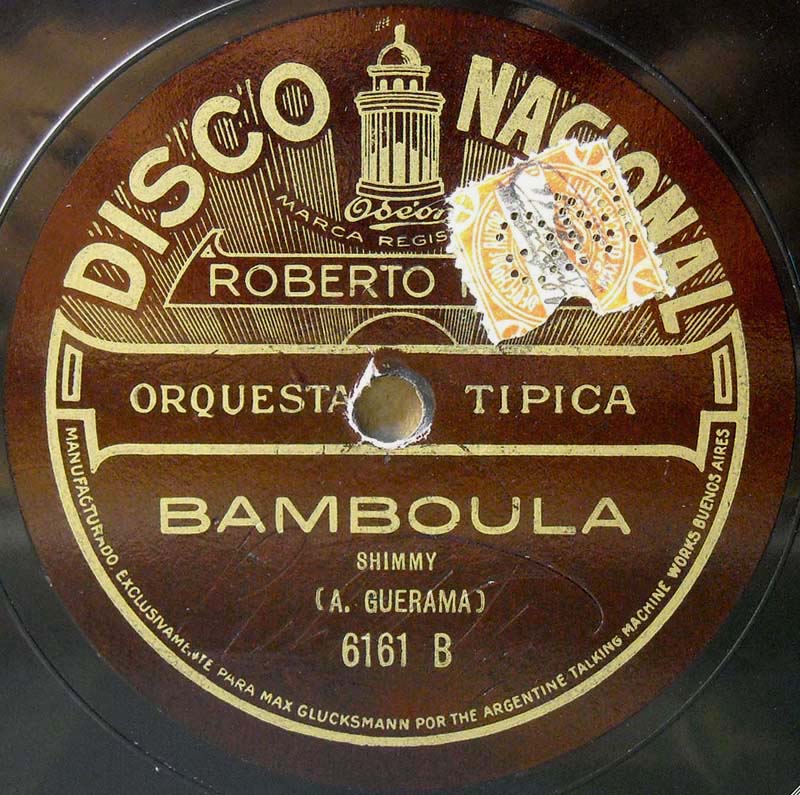 DISCO NACIONAL
Odeon
MARCA REGIS
ROBERTO
ORQUESTA TIPICA
BAMBOULA
SHIMMY
(A. GUERAMA)
6161 B
MANUFACTURADO EXCLUSIVAMENTE PARA MAX GLUCKSMANN POR THE ARGENTINE TALKING MACHINE WORKS BUENOS AIRES